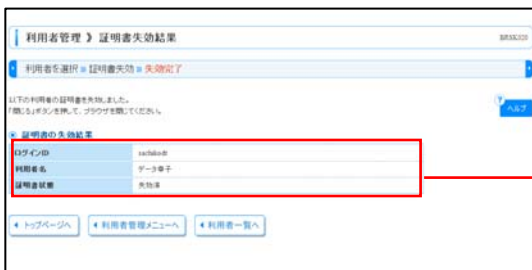 利用者管理 》 証明書失効結果
利用者を選択 » 証明書失効 » 失効完了
以下の利用者の証明書を失効しました。
「閉じる」ボタンを押して、ブラウザを閉じてください。
ヘルプ
証明書の失効結果
ログインID sachikodt
利用者名 データ幸子
証明書状態 失効済
トップページへ 利用者管理メニューへ 利用者一覧へ